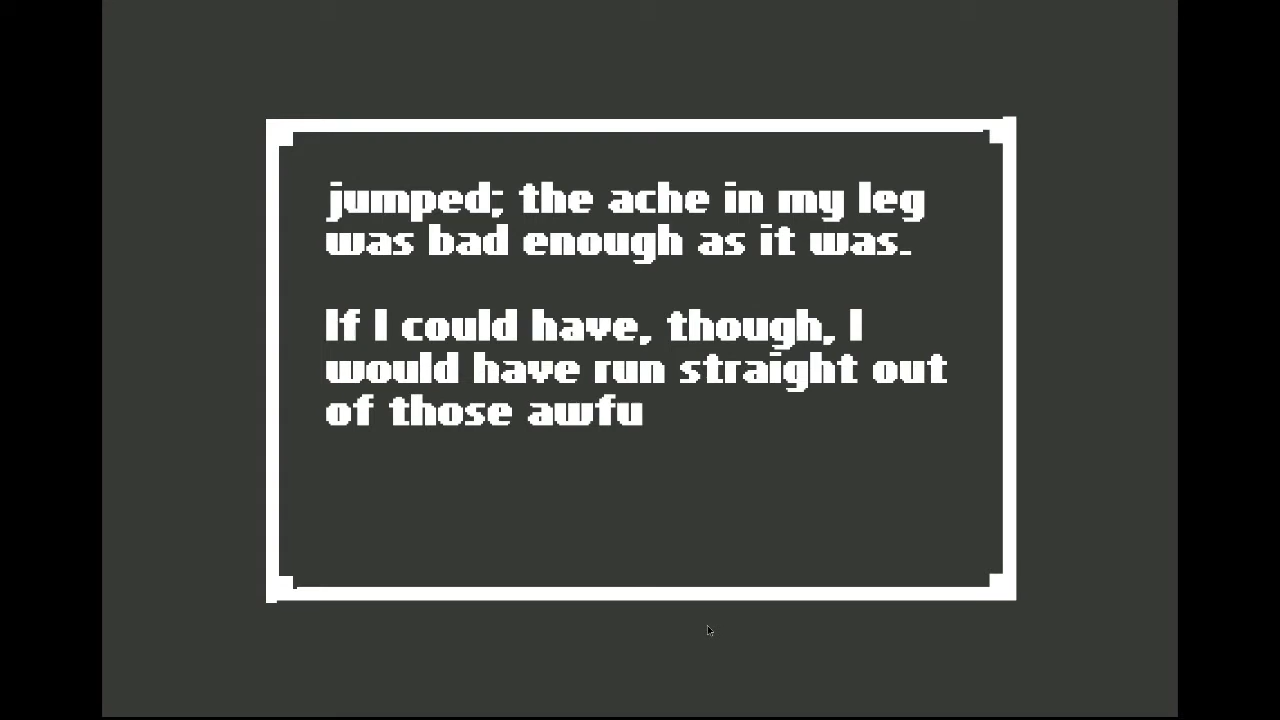 jumped; the ache in my leg
was bad enough as it was.
If I could have, though, I
would have run straight out
of those awfu